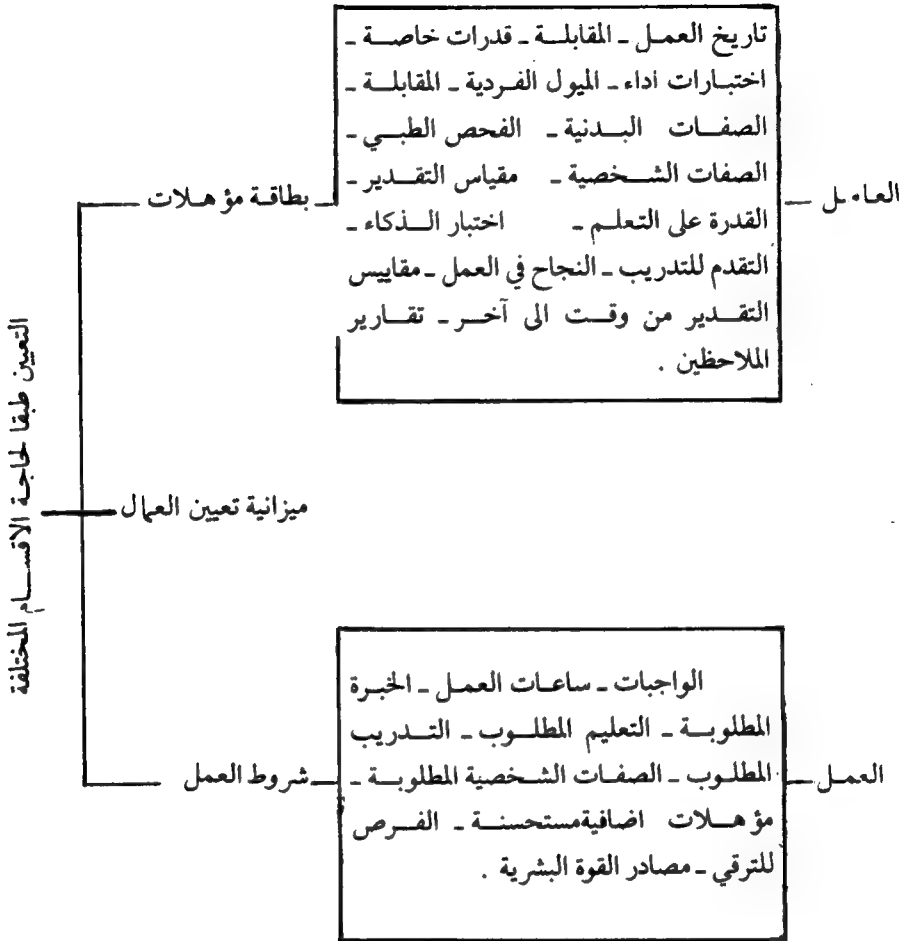 العامل
تاريخ العمل ـ المقابلة ـ قدرات خاصة ـ
اختبارات اداء ـ الميول الفردية ـ المقابلة ـ
الصفات البدنية ـ الفحص الطبي ـ
الصفات الشخصية ـ مقياس التقدير ـ
القدرة على التعلم ـ اختبار الذكاء ـ
التقدم للتدريب ـ النجاح في العمل ـ مقاييس
التقدير من وقت الى آخر ـ تقارير
الملاحظين .
بطاقة مؤهلات
ميزانية تعيين العمال
العمل
الواجبات ـ ساعات العمل ـ الخبرة
المطلوبة ـ التعليم المطلوب ـ التدريب
المطلوب ـ الصفات الشخصية المطلوبة ـ
مؤهلات اضافية مستحسنة ـ الفرص
للترقي ـ مصادر القوة البشرية .
شروط العمل
التعيين طبقا لحاجة الاقسام المختلفة